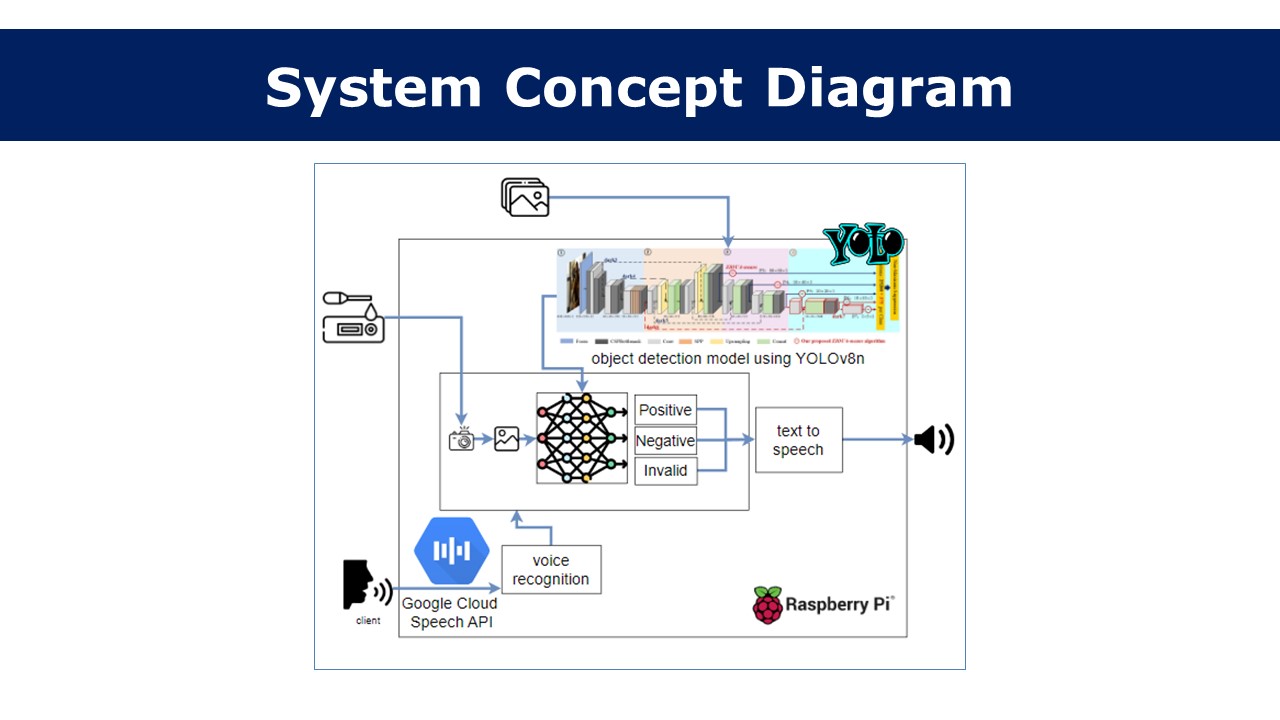 System Concept Diagram
YOLO
object detection model using YOLOv8n
Positive
Negative
Invalid
text to
speech
voice
recognition
Google Cloud
Speech API
client
Raspberry Pi